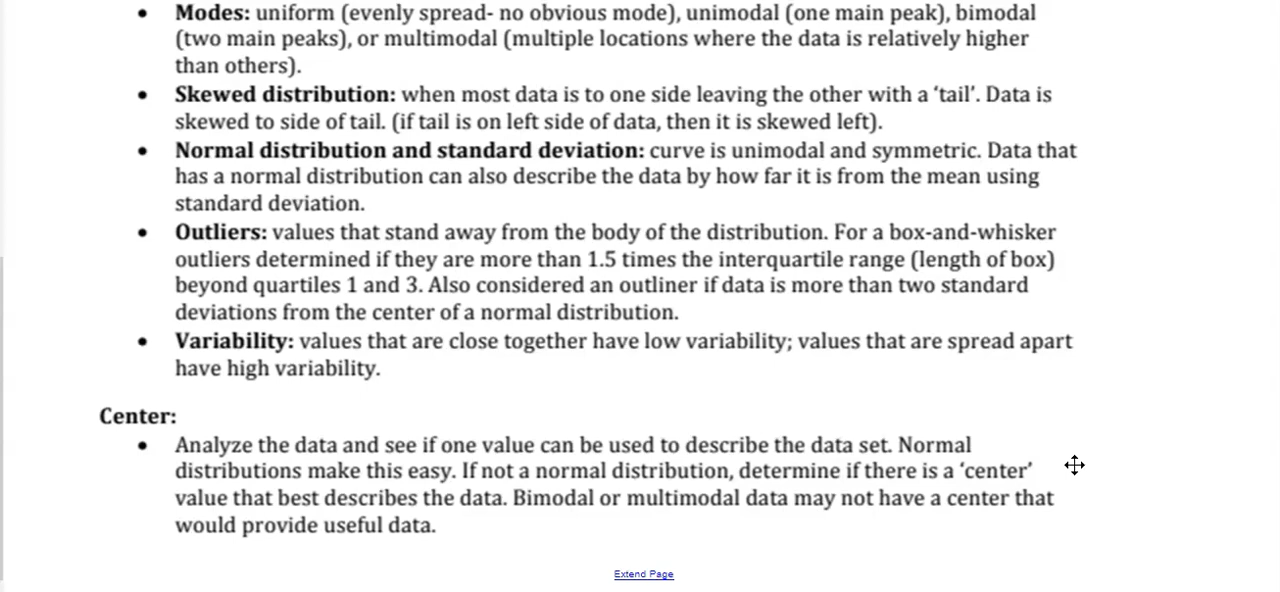 • Modes: uniform (evenly spread- no obvious mode), unimodal (one main peak), bimodal
(two main peaks), or multimodal (multiple locations where the data is relatively higher
than others).
• Skewed distribution: when most data is to one side leaving the other with a ‘tail’. Data is
skewed to side of tail. (if tail is on left side of data, then it is skewed left).
• Normal distribution and standard deviation: curve is unimodal and symmetric. Data that
has a normal distribution can also describe the data by how far it is from the mean using
standard deviation.
• Outliers: values that stand away from the body of the distribution. For a box-and-whisker
outliers determined if they are more than 1.5 times the interquartile range (length of box)
beyond quartiles 1 and 3. Also considered an outliner if data is more than two standard
deviations from the center of a normal distribution.
• Variability: values that are close together have low variability; values that are spread apart
have high variability.
Center:
• Analyze the data and see if one value can be used to describe the data set. Normal
distributions make this easy. If not a normal distribution, determine if there is a ‘center’
value that best describes the data. Bimodal or multimodal data may not have a center that
would provide useful data.
Extend Page